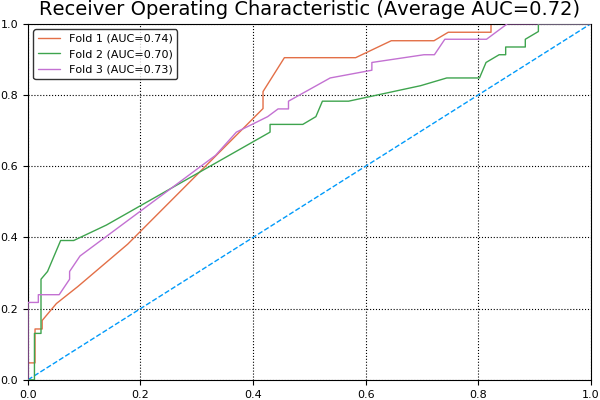 Receiver Operating Characteristic (Average AUC=0.72)
1.0
0.8
0.6
0.4
0.2
0.0
Fold 1 (AUC=0.74)
Fold 2 (AUC=0.70)
Fold 3 (AUC=0.73)
0.0 0.2 0.4 0.6 0.8 1.0